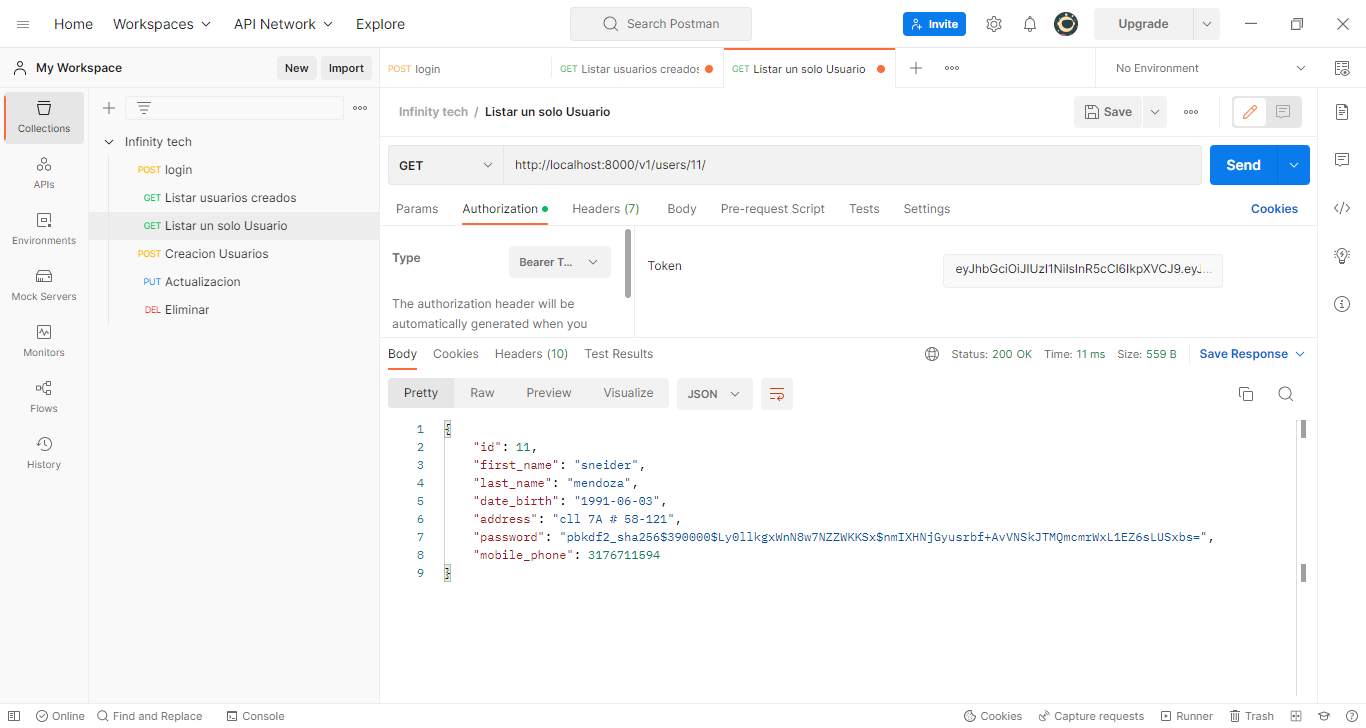 Home Workspaces API Network Explore Search Postman Invite Upgrade
My Workspace New Import POST login GET Listar usuarios creados GET Listar un solo Usuario No Environment
Collections
APIs
Environments
Mock Servers
Monitors
Flows
History
Infinity tech
POST login
GET Listar usuarios creados
GET Listar un solo Usuario
POST Creacion Usuarios
PUT Actualizacion
DEL Eliminar
Infinity tech / Listar un solo Usuario Save
GET http://localhost:8000/v1/users/11/ Send
Params Authorization Headers (7) Body Pre-request Script Tests Settings Cookies
Type Bearer T... Token eyJhbGciOiJIUzI1NiIsInR5cCI6IkpXVCJ9.eyJ...
The authorization header will be
automatically generated when you
Body Cookies Headers (10) Test Results Status: 200 OK Time: 11 ms Size: 559 B Save Response
Pretty Raw Preview Visualize JSON
1 {
2 "id": 11,
3 "first_name": "sneider",
4 "last_name": "mendoza",
5 "date_birth": "1991-06-03",
6 "address": "cll 7A # 58-121",
7 "password": "pbkdf2_sha256$390000$Ly0llkgxWnN8w7NZZWKKSx$nmIXHNjGyusrbf+AvVNSkJTMQmcmrWxL1EZ6sLUSxbs=",
8 "mobile_phone": 3176711594
9 }
Online Find and Replace Console Cookies Capture requests Runner Trash